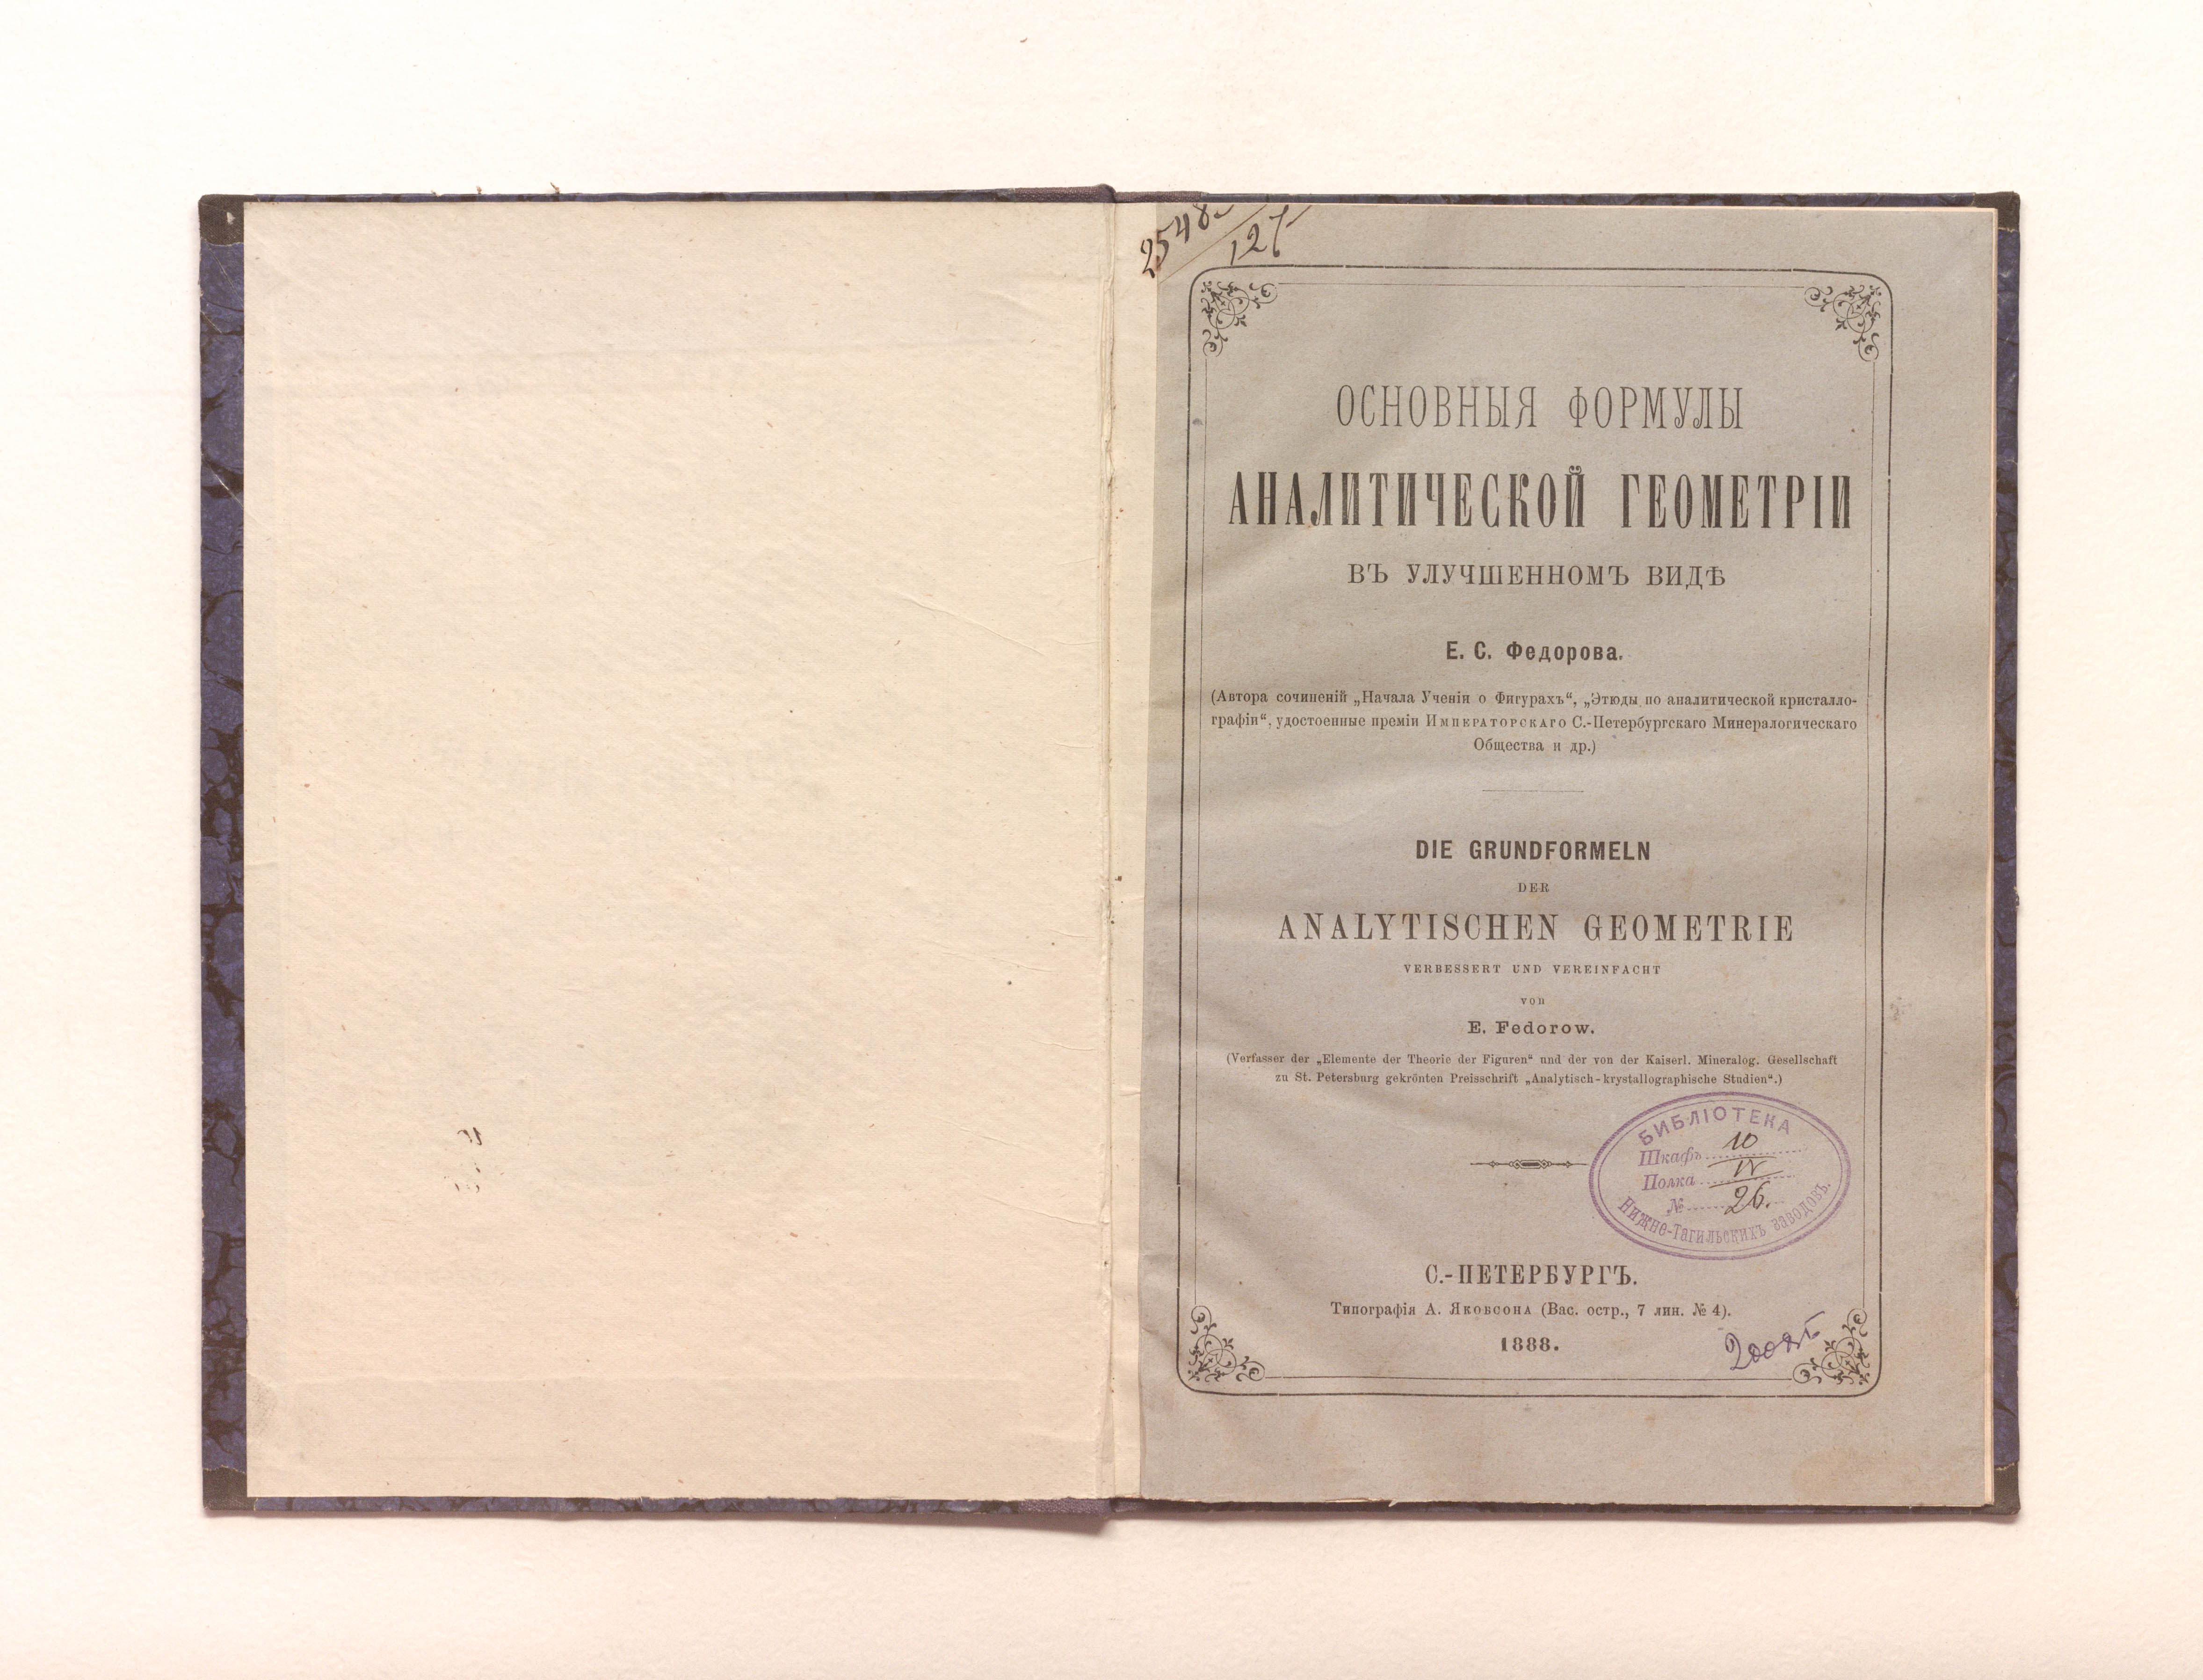 2548
127
ОСНОВНЫЯ ФОРМУЛЫ
АНАЛИТИЧЕСКОЙ ГЕОМЕТРІИ
ВЪ УЛУЧШЕННОМЪ ВИДѢ
Е. С. Федорова.
(Автора сочиненій „Начала Ученія о Фигурахъ“, „Этюды по аналитической кристалло-
графіи“, удостоенные преміи Императорскаго С.-Петербургскаго Минералогическаго
Общества и др.)
DIE GRUNDFORMELN
DER
ANALYTISCHEN GEOMETRIE
VERBESSERT UND VEREINFACHT
von
E. Fedorow.
(Verfasser der „Elemente der Theorie der Figuren“ und der von der Kaiserl. Mineralog. Gesellschaft
zu St. Petersburg gekrönten Preisschrift „Analytisch-krystallographische Studien“.)
БИБЛІОТЕКА
Шкафъ 10
Полка IV
№ 26.
Нижне-Тагильскихъ заводовъ.
С.-ПЕТЕРБУРГЪ.
Типографія А. Якобсона (Вас. остр., 7 лин. № 4).
1888.